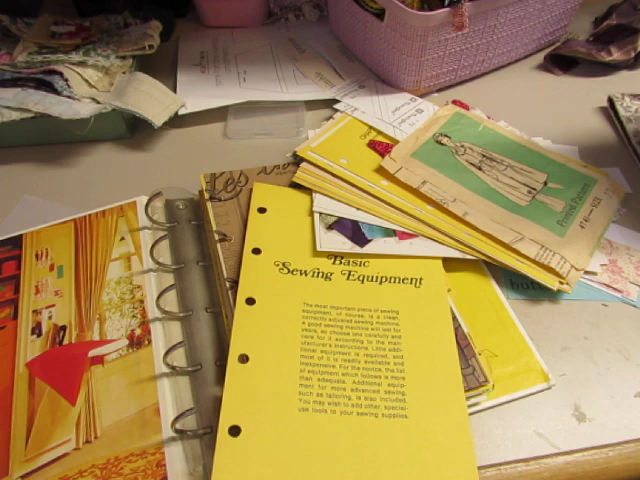 Printed Pattern
Basic
Sewing Equipment
The most important piece of sewing
equipment, of course, is a clean,
correctly adjusted sewing machine.
A good sewing machine will last for
years, so choose one carefully and
care for it according to the man-
ufacturer's instructions. Little addi-
tional equipment is required, and
most of it is readily available and
inexpensive. For the novice, the list
of equipment which follows is more
than adequate. Additional equip-
ment for more advanced sewing,
such as tailoring, is also included.
You may wish to add other, special-
use tools to your sewing supplies.